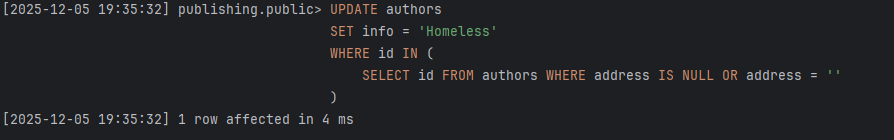 [2025-12-05 19:35:32] publishing.public> UPDATE authors
SET info = 'Homeless'
WHERE id IN (
SELECT id FROM authors WHERE address IS NULL OR address = ''
)
[2025-12-05 19:35:32] 1 row affected in 4 ms